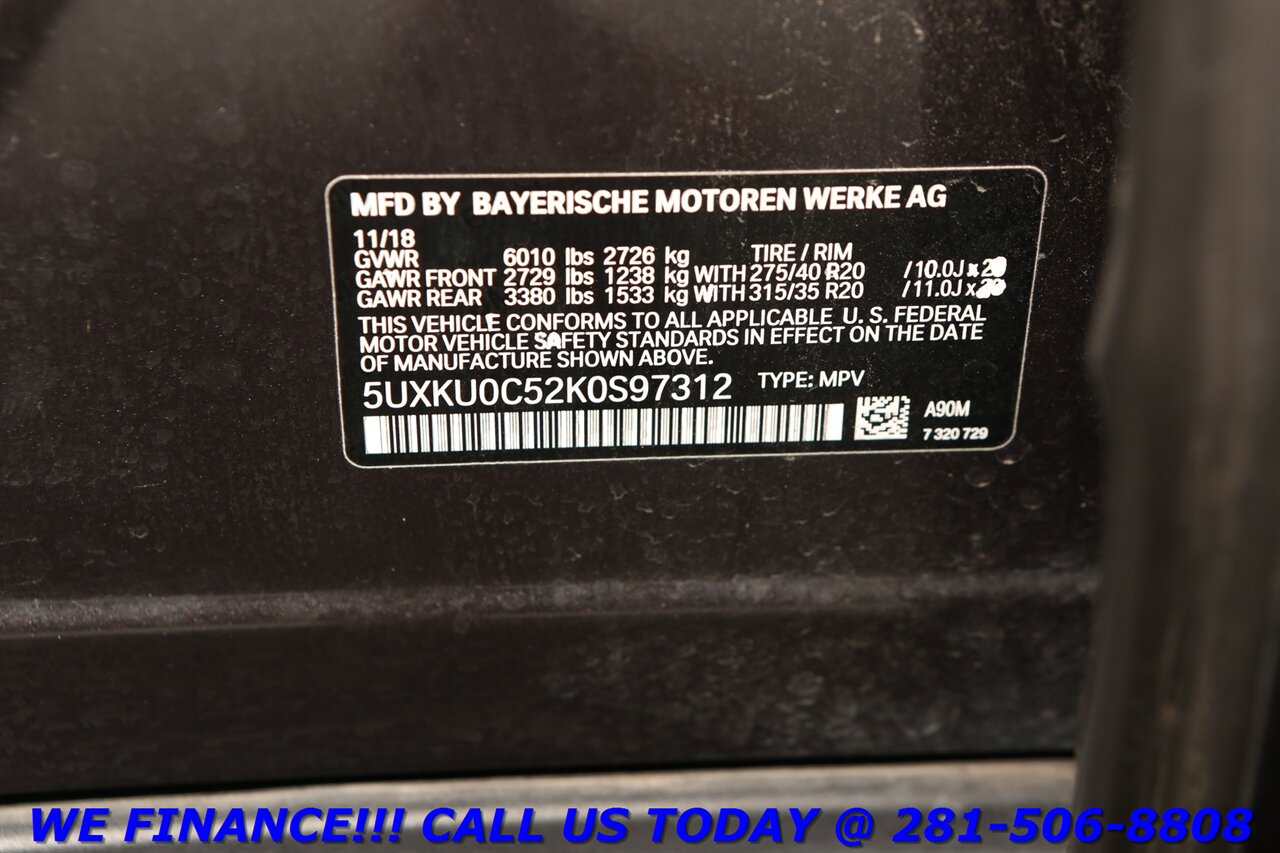 MFD BY BAYERISCHE MOTOREN WERKE AG
11/18
GVWR 6010 lbs 2726 kg TIRE / RIM
GAWR FRONT 2729 lbs 1238 kg WITH 275/40 R20 /10.0J x 20
GAWR REAR 3380 lbs 1533 kg WITH 315/35 R20 /11.0J x 20
THIS VEHICLE CONFORMS TO ALL APPLICABLE U. S. FEDERAL
MOTOR VEHICLE SAFETY STANDARDS IN EFFECT ON THE DATE
OF MANUFACTURE SHOWN ABOVE.
5UXKU0C52K0S97312 TYPE: MPV
A90M
7 320 729
WE FINANCE!!! CALL US TODAY @ 281-506-8808